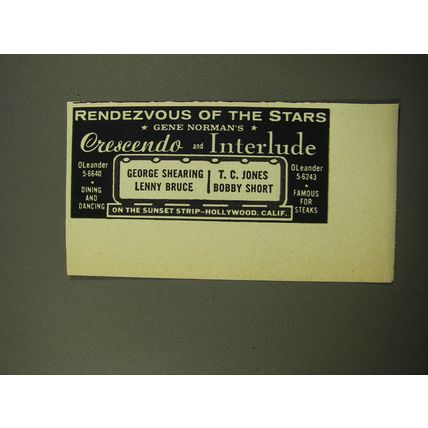 RENDEZVOUS OF THE STARS
★ GENE NORMAN'S ★
Crescendo and Interlude
OLeander
5-6640
•
DINING
AND
DANCING
GEORGE SHEARING
LENNY BRUCE
T. C. JONES
BOBBY SHORT
OLeander
5-6243
•
FAMOUS
FOR
STEAKS
ON THE SUNSET STRIP–HOLLYWOOD, CALIF.